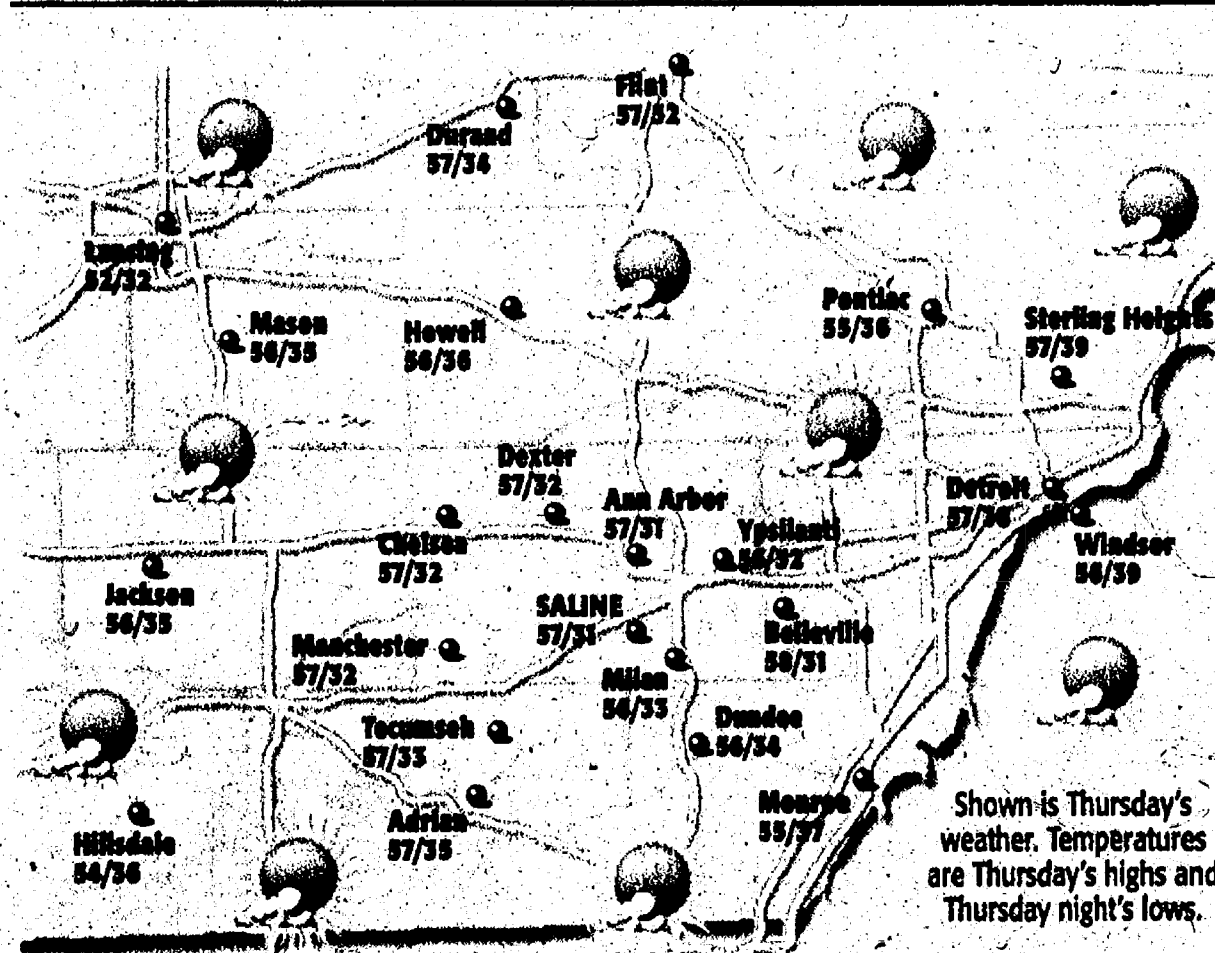 Flint
57/32
Durand
57/34
Lansing
52/32
Mason
56/35
Howell
56/36
Pontiac
55/36
Sterling Heights
57/39
Dexter
57/32
Ann Arbor
57/31
Ypsilanti
56/32
Detroit
Windsor
56/39
Chelsea
57/32
Jackson
56/35
SALINE
57/31
Belleville
58/31
Manchester
57/32
Milan
56/33
Dundee
56/34
Tecumseh
57/33
Monroe
55/37
Adrian
57/35
Hillsdale
54/36
Shown is Thursday's
weather. Temperatures
are Thursday's highs and
Thursday night's lows.